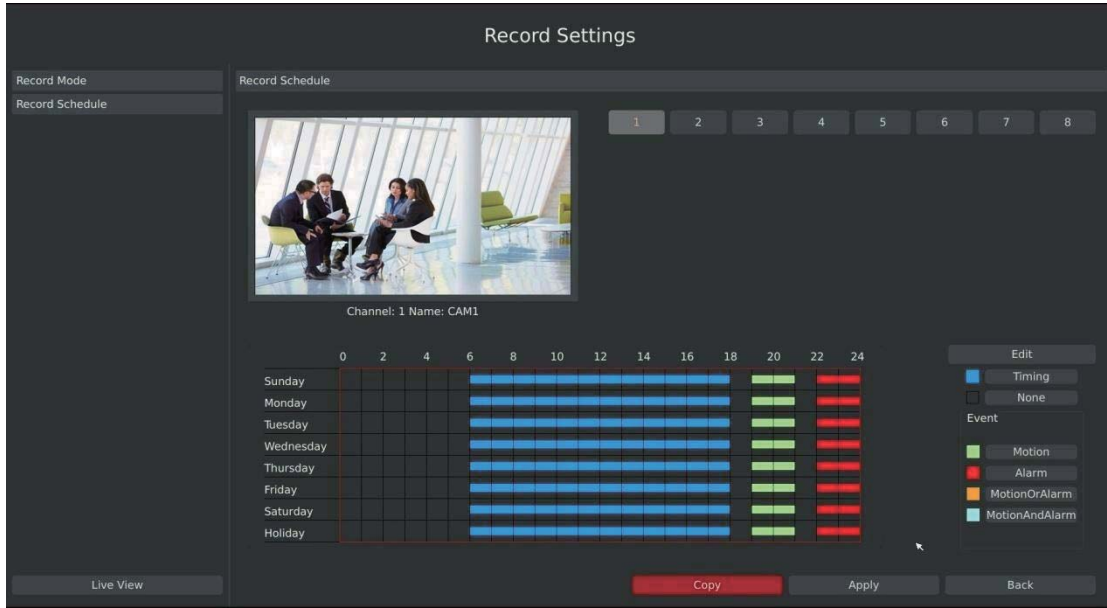 Record Settings
Record Mode
Record Schedule
Record Schedule
1 2 3 4 5 6 7 8
Channel: 1 Name: CAM1
0 2 4 6 8 10 12 14 16 18 20 22 24
Sunday
Monday
Tuesday
Wednesday
Thursday
Friday
Saturday
Holiday
Edit
Timing
None
Event
Motion
Alarm
MotionOrAlarm
MotionAndAlarm
Live View
Copy
Apply
Back